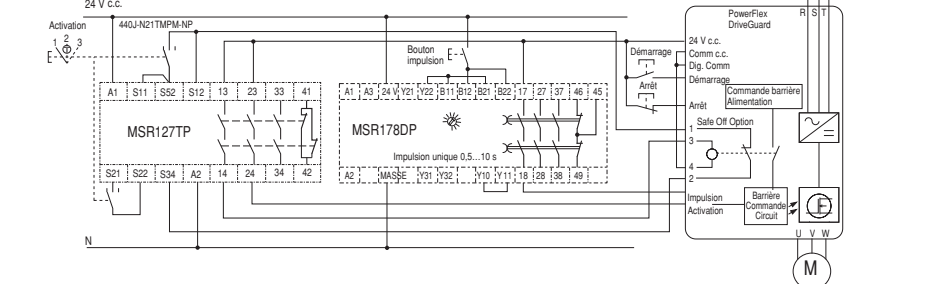 24 V c.c.
Activation
440J-N21TMPM-NP
1 2 3
PowerFlex
DriveGuard
R S T
24 V c.c.
Comm c.c.
Dig. Comm
Démarrage
Arrêt
Démarrage
Arrêt
Bouton
impulsion
Commande barrière
Alimentation
A1 S11 S52 S12 13 23 33 41
MSR127TP
S21 S22 S34 A2 14 24 34 42
A1 A3 24 V Y21 Y22 B11 B12 B21 B22 17 27 37 46 45
MSR178DP
Impulsion unique 0,5...10 s
A2 MASSE Y31 Y32 Y10 Y11 18 28 38 49
1 Safe Off Option
3
4
2
Impulsion
Activation
Barrière
Commande
Circuit
N
U V W
M